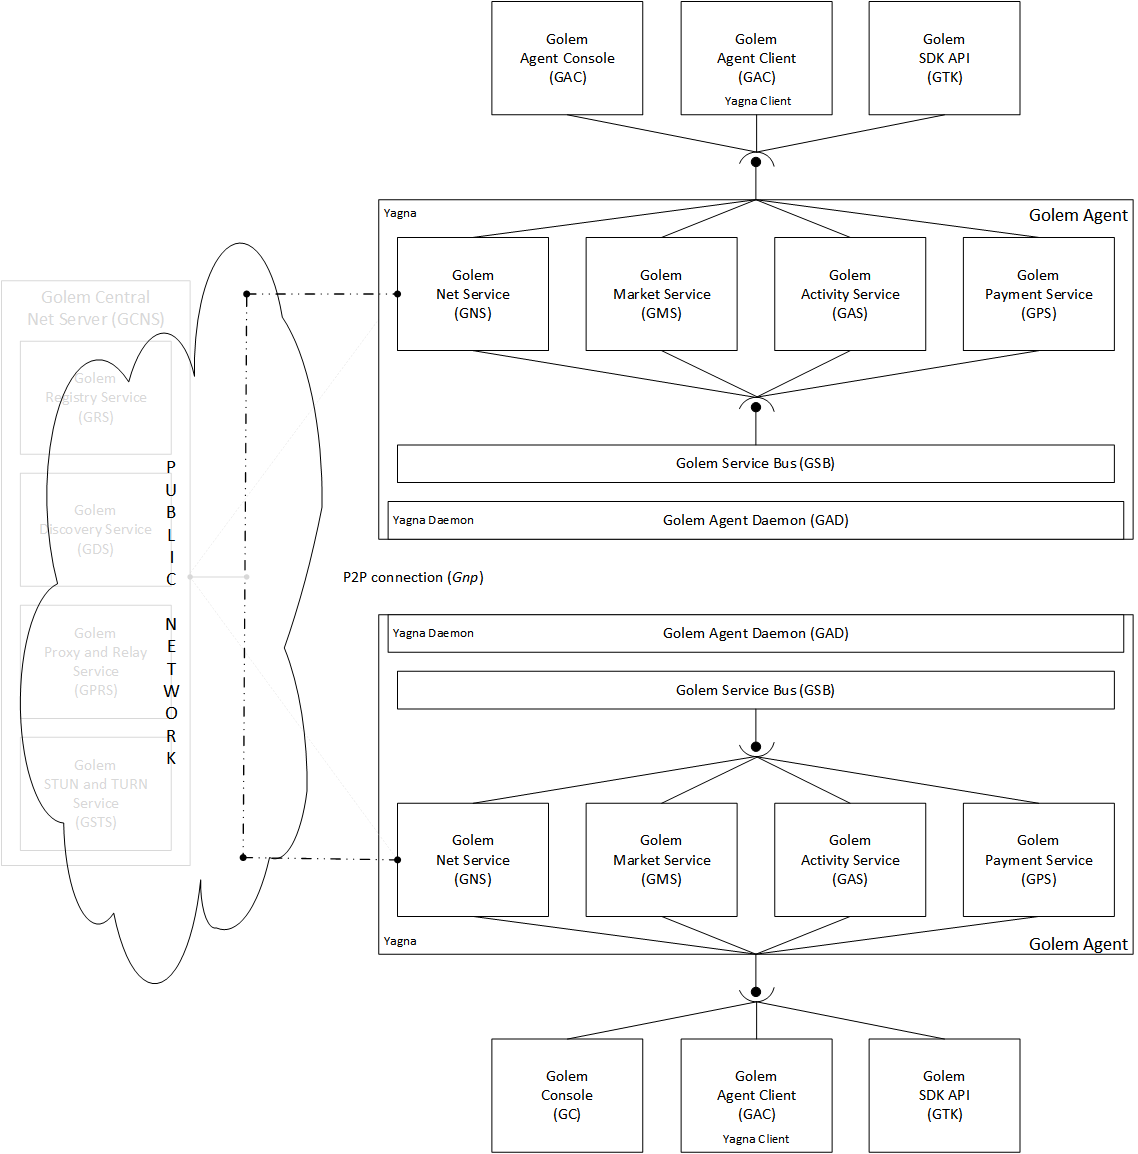 Golem
Agent Console
(GAC)
Golem
Agent Client
(GAC)
Yagna Client
Golem
SDK API
(GTK)
Yagna
Golem Agent
Golem
Net Service
(GNS)
Golem
Market Service
(GMS)
Golem
Activity Service
(GAS)
Golem
Payment Service
(GPS)
Golem Service Bus (GSB)
Yagna Daemon
Golem Agent Daemon (GAD)
Golem Central
Net Server (GCNS)
Golem
Registry Service
(GRS)
Golem
Discovery Service
(GDS)
Golem
Proxy and Relay
Service
(GPRS)
Golem
STUN and TURN
Service
(GSTS)
PUBLIC NETWORK
P2P connection (Gnp)
Yagna Daemon
Golem Agent Daemon (GAD)
Golem Service Bus (GSB)
Golem
Net Service
(GNS)
Golem
Market Service
(GMS)
Golem
Activity Service
(GAS)
Golem
Payment Service
(GPS)
Yagna
Golem Agent
Golem
Console
(GC)
Golem
Agent Client
(GAC)
Yagna Client
Golem
SDK API
(GTK)